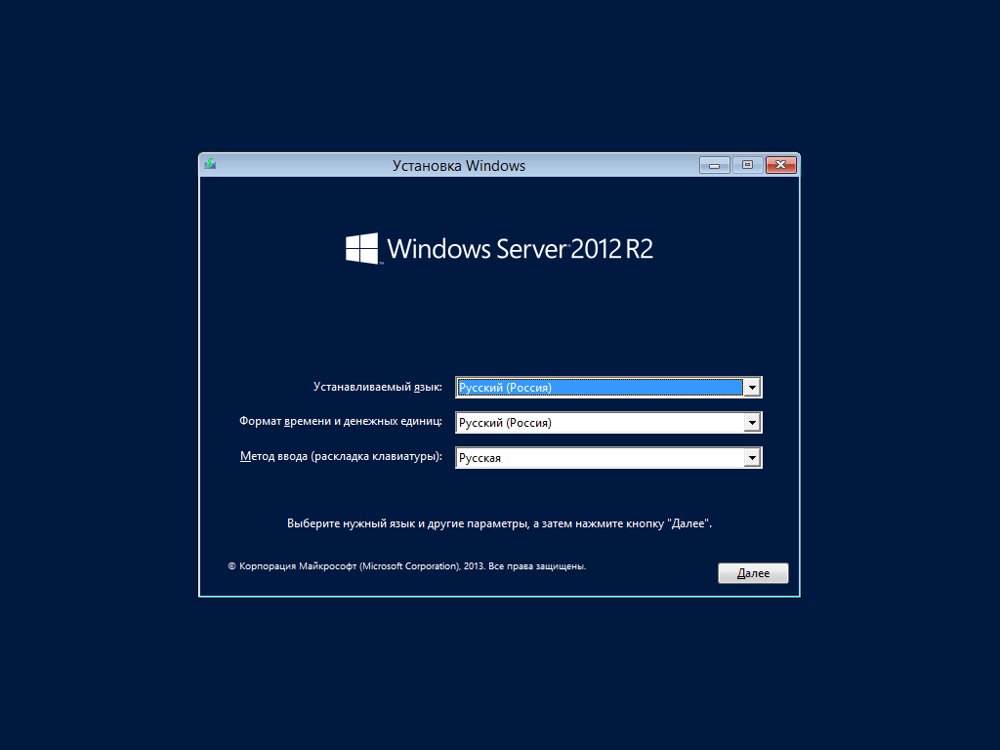 Установка Windows
Windows Server 2012 R2
Устанавливаемый язык: Русский (Россия)
Формат времени и денежных единиц: Русский (Россия)
Метод ввода (раскладка клавиатуры): Русская
Выберите нужный язык и другие параметры, а затем нажмите кнопку "Далее".
© Корпорация Майкрософт (Microsoft Corporation), 2013. Все права защищены.
Далее